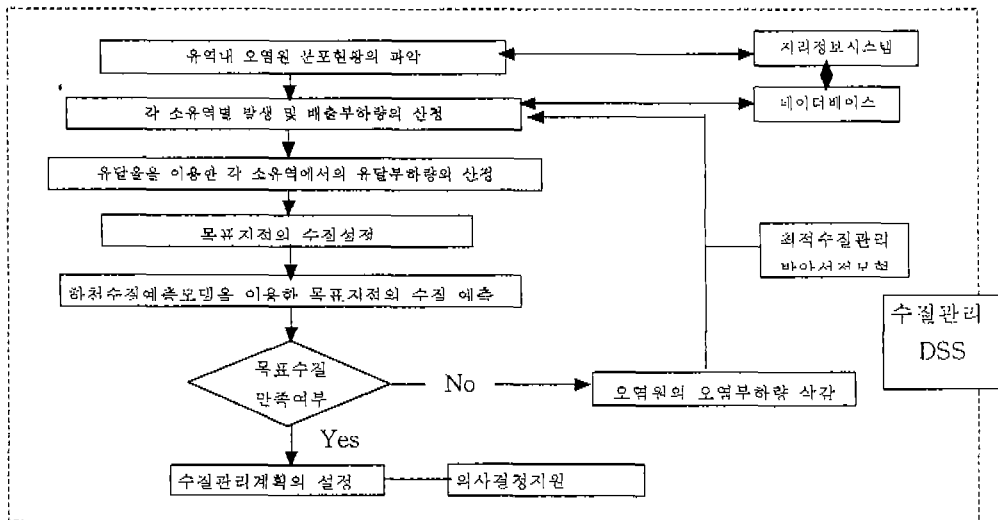 유역내 오염원 분포현황의 파악
지리정보시스템
각 소유역별 발생 및 배출부하량의 산정
데이터베이스
유달율을 이용한 각 소유역에서의 유달부하량의 산정
목표지점의 수질설정
최적수질관리
하천수질예측모델을 이용한 목표지점의 수질 예측
수질관리
DSS
목표수질
만족여부
No
오염원의 오염부하량 삭감
Yes
수질관리계획의 설정
의사결정지원